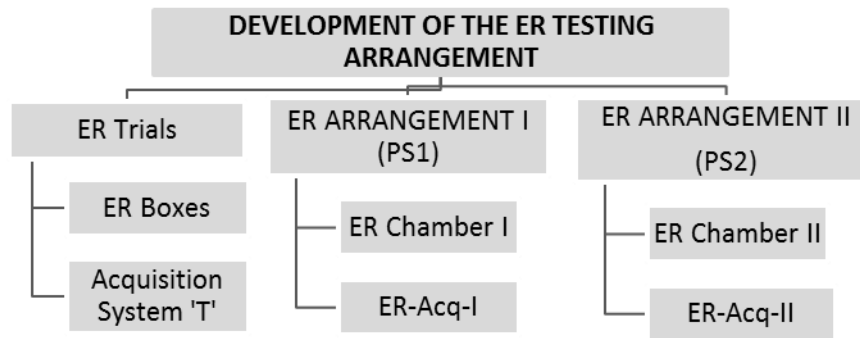 DEVELOPMENT OF THE ER TESTING
ARRANGEMENT
ER Trials
ER Boxes
Acquisition
System 'T'
ER ARRANGEMENT I
(PS1)
ER Chamber I
ER-Acq-I
ER ARRANGEMENT II
(PS2)
ER Chamber II
ER-Acq-II